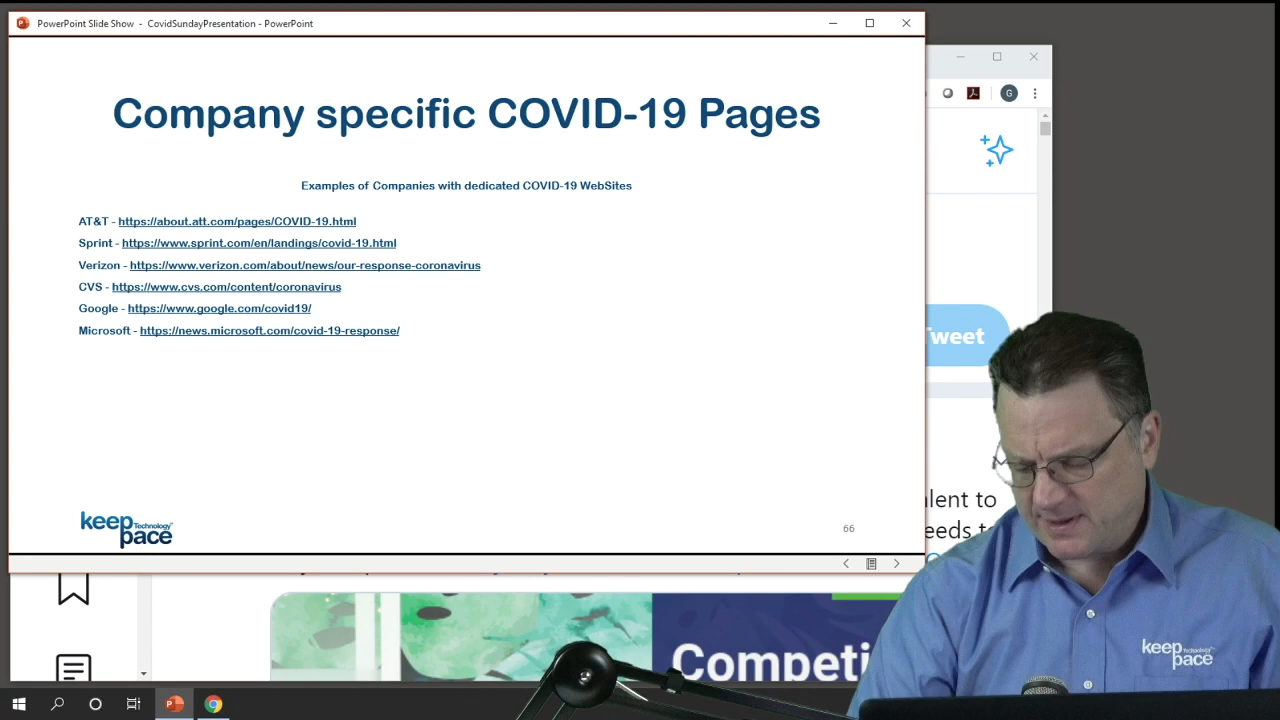 PowerPoint Slide Show - CovidSundayPresentation - PowerPoint
Company specific COVID-19 Pages
Examples of Companies with dedicated COVID-19 WebSites
AT&T - https://about.att.com/pages/COVID-19.html
Sprint - https://www.sprint.com/en/landings/covid-19.html
Verizon - https://www.verizon.com/about/news/our-response-coronavirus
CVS - https://www.cvs.com/content/coronavirus
Google - https://www.google.com/covid19/
Microsoft - https://news.microsoft.com/covid-19-response/
keep Technology™
pace
66
G
Tweet
alent to
eeds
Competi
keep Technology™
pace